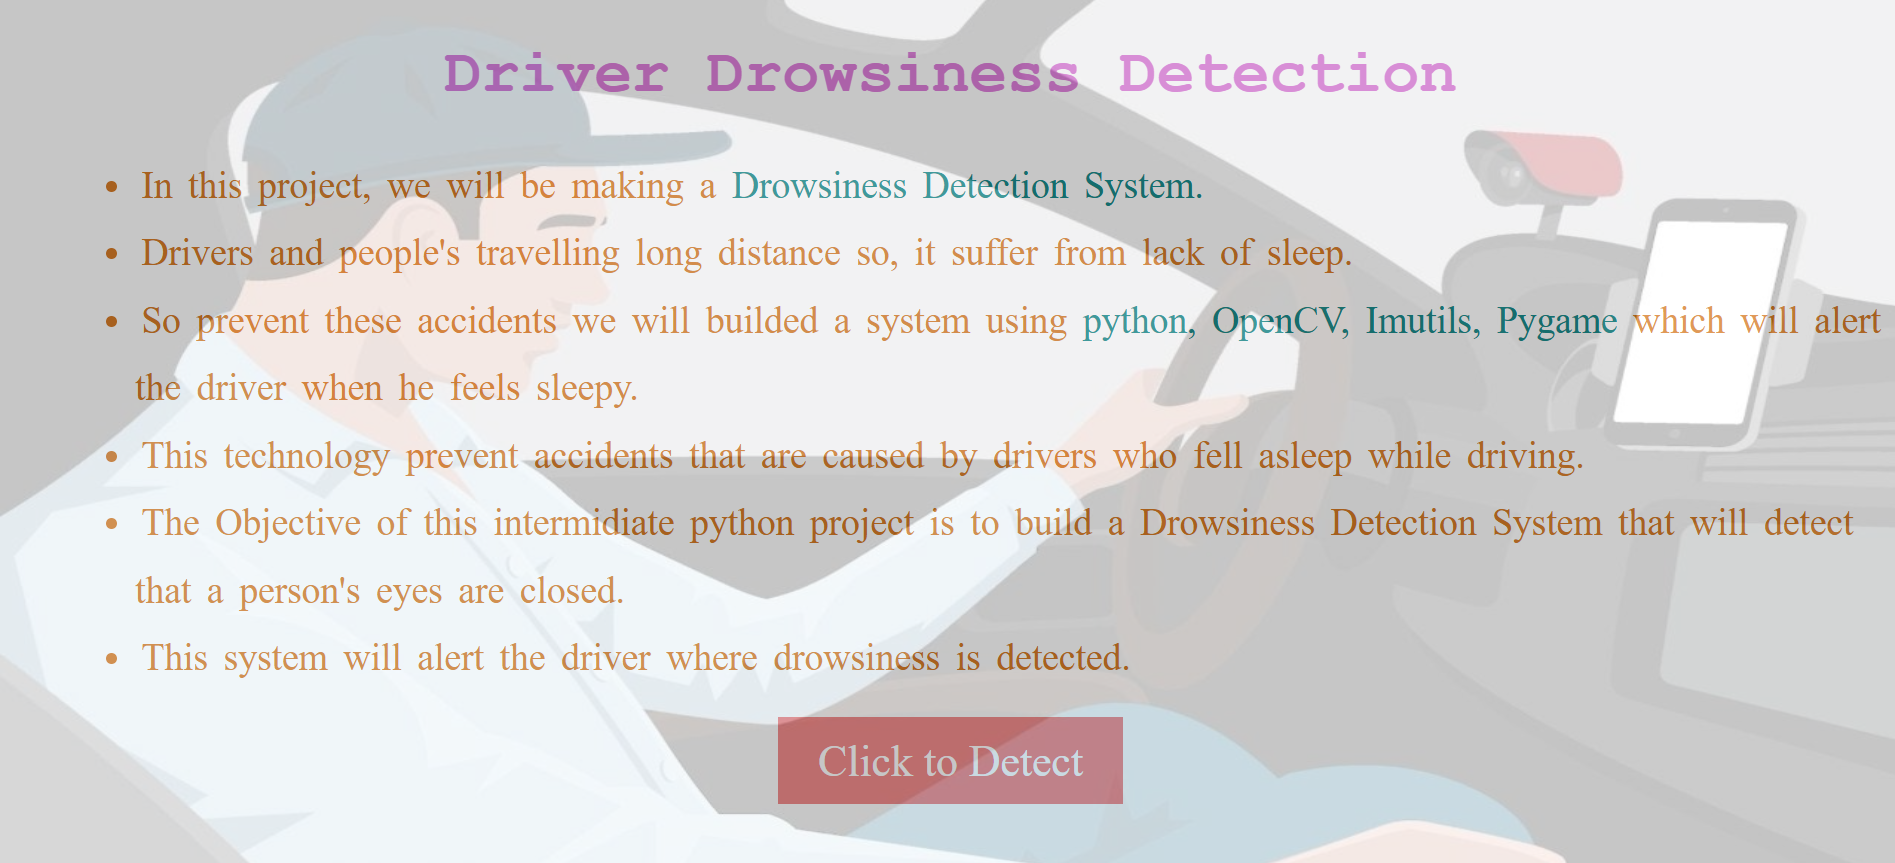 Driver Drowsiness Detection
• In this project, we will be making a Drowsiness Detection System.
• Drivers and people's travelling long distance so, it suffer from lack of sleep.
• So prevent these accidents we will builded a system using python, OpenCV, Imutils, Pygame which will alert
the driver when he feels sleepy.
• This technology prevent accidents that are caused by drivers who fell asleep while driving.
• The Objective of this intermidiate python project is to build a Drowsiness Detection System that will detect
that a person's eyes are closed.
• This system will alert the driver where drowsiness is detected.
Click to Detect